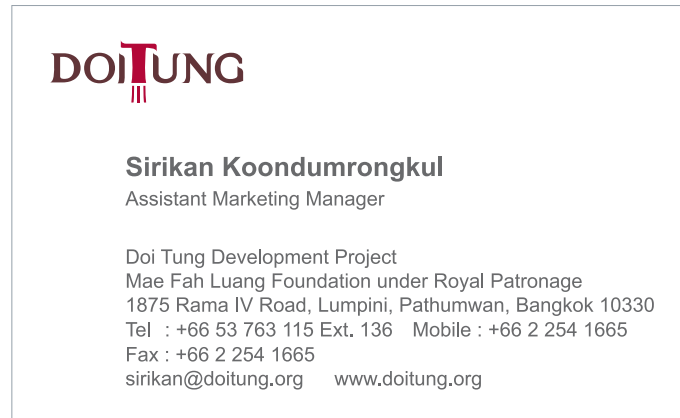 DOITUNG
Sirikan Koondumrongkul
Assistant Marketing Manager
Doi Tung Development Project
Mae Fah Luang Foundation under Royal Patronage
1875 Rama IV Road, Lumpini, Pathumwan, Bangkok 10330
Tel : +66 53 763 115 Ext. 136 Mobile : +66 2 254 1665
Fax : +66 2 254 1665
sirikan@doitung.org www.doitung.org